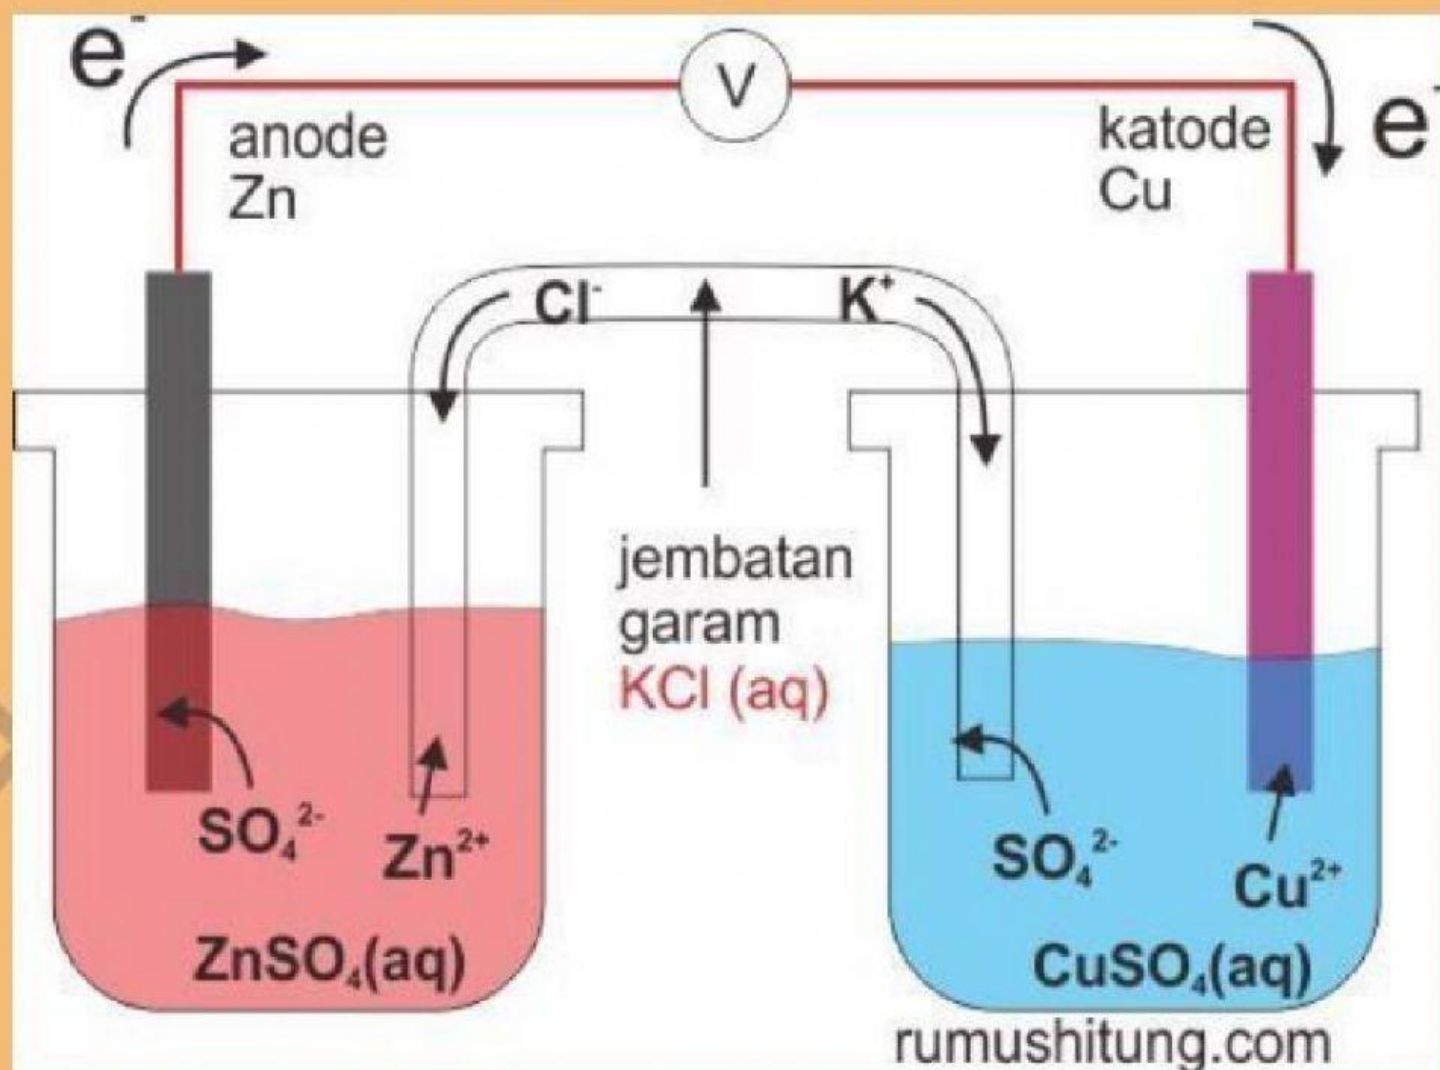 e⁻
V
e⁻
anode
Zn
katode
Cu
Cl⁻
K⁺
jembatan
garam
KCl (aq)
SO₄²⁻
Zn²⁺
ZnSO₄(aq)
SO₄²⁻
Cu²⁺
CuSO₄(aq)
rumushitung.com